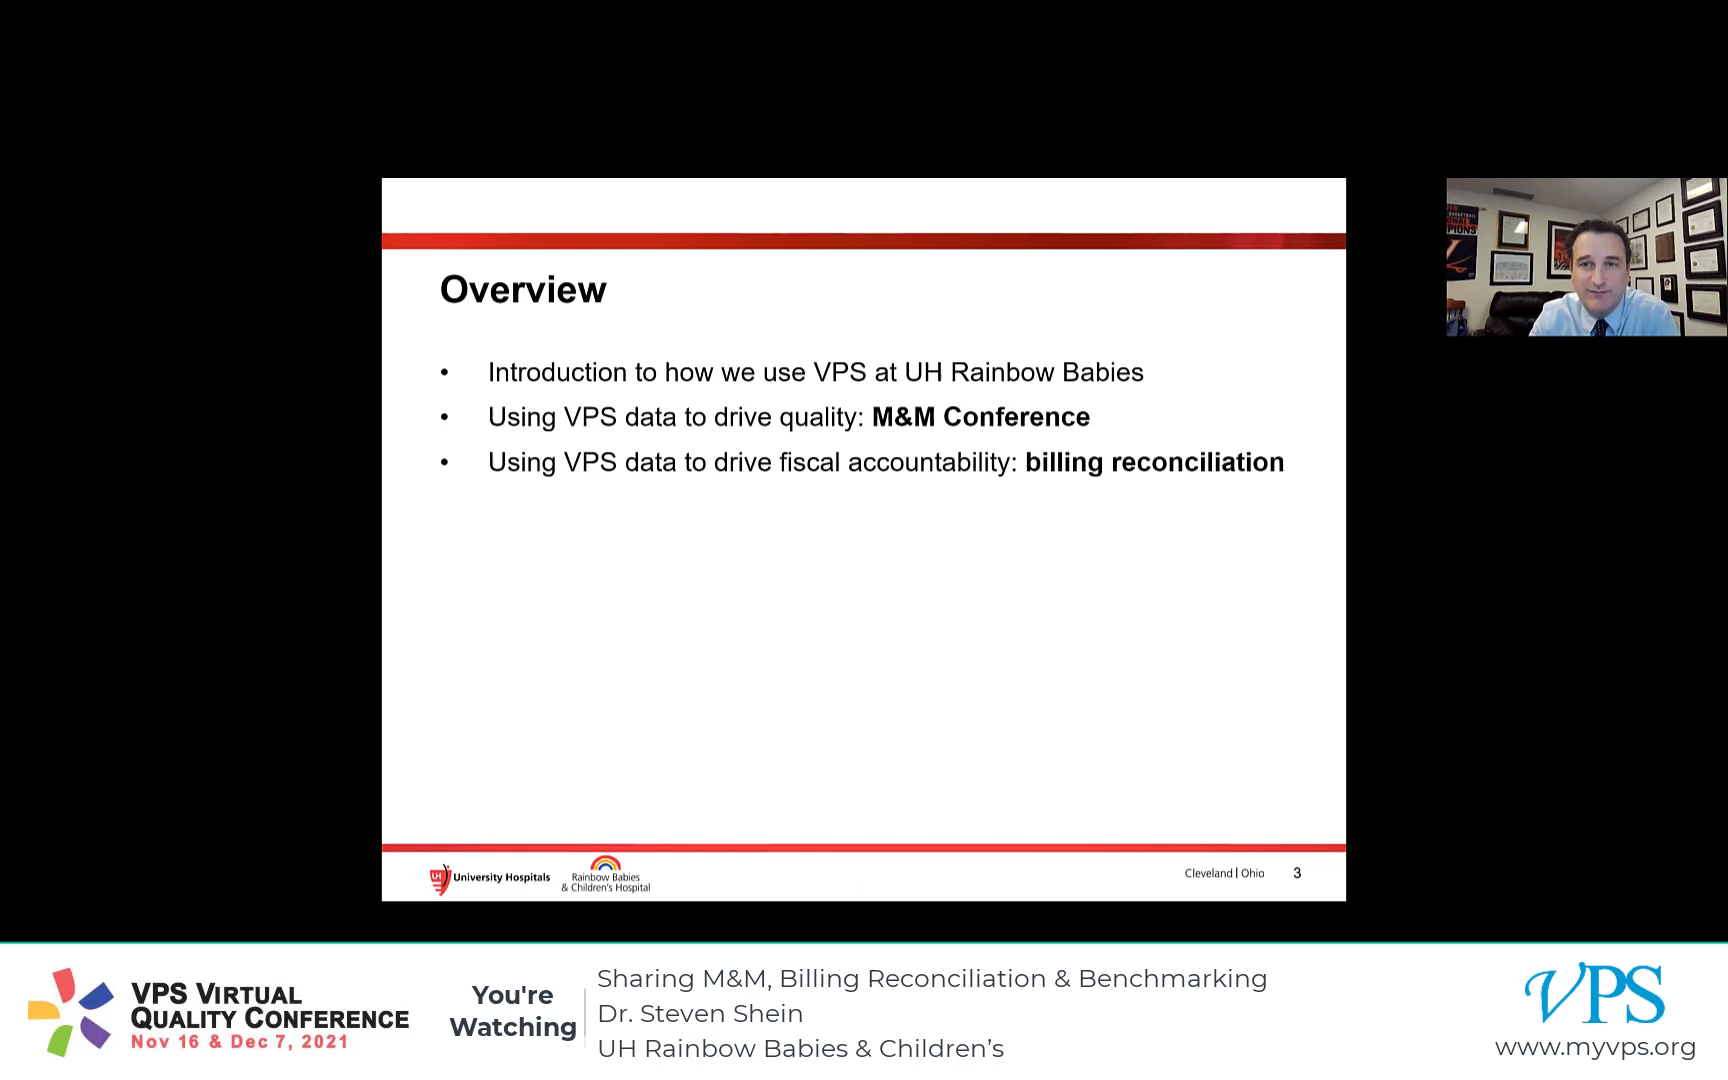 Overview
• Introduction to how we use VPS at UH Rainbow Babies
• Using VPS data to drive quality: M&M Conference
• Using VPS data to drive fiscal accountability: billing reconciliation
UH University Hospitals
Rainbow Babies
& Children's Hospital
Cleveland | Ohio 3
VPS VIRTUAL
QUALITY CONFERENCE
Nov 16 & Dec 7, 2021
You're
Watching
Sharing M&M, Billing Reconciliation & Benchmarking
Dr. Steven Shein
UH Rainbow Babies & Children’s
VPS
www.myvps.org